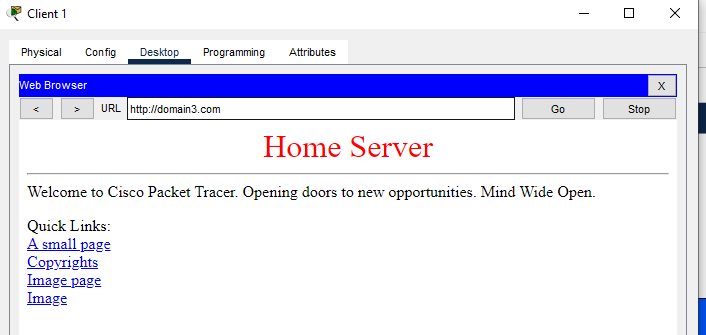 Client 1
Physical Config Desktop Programming Attributes
Web Browser X
< > URL http://domain3.com Go Stop
Home Server
Welcome to Cisco Packet Tracer. Opening doors to new opportunities. Mind Wide Open.
Quick Links:
A small page
Copyrights
Image page
Image